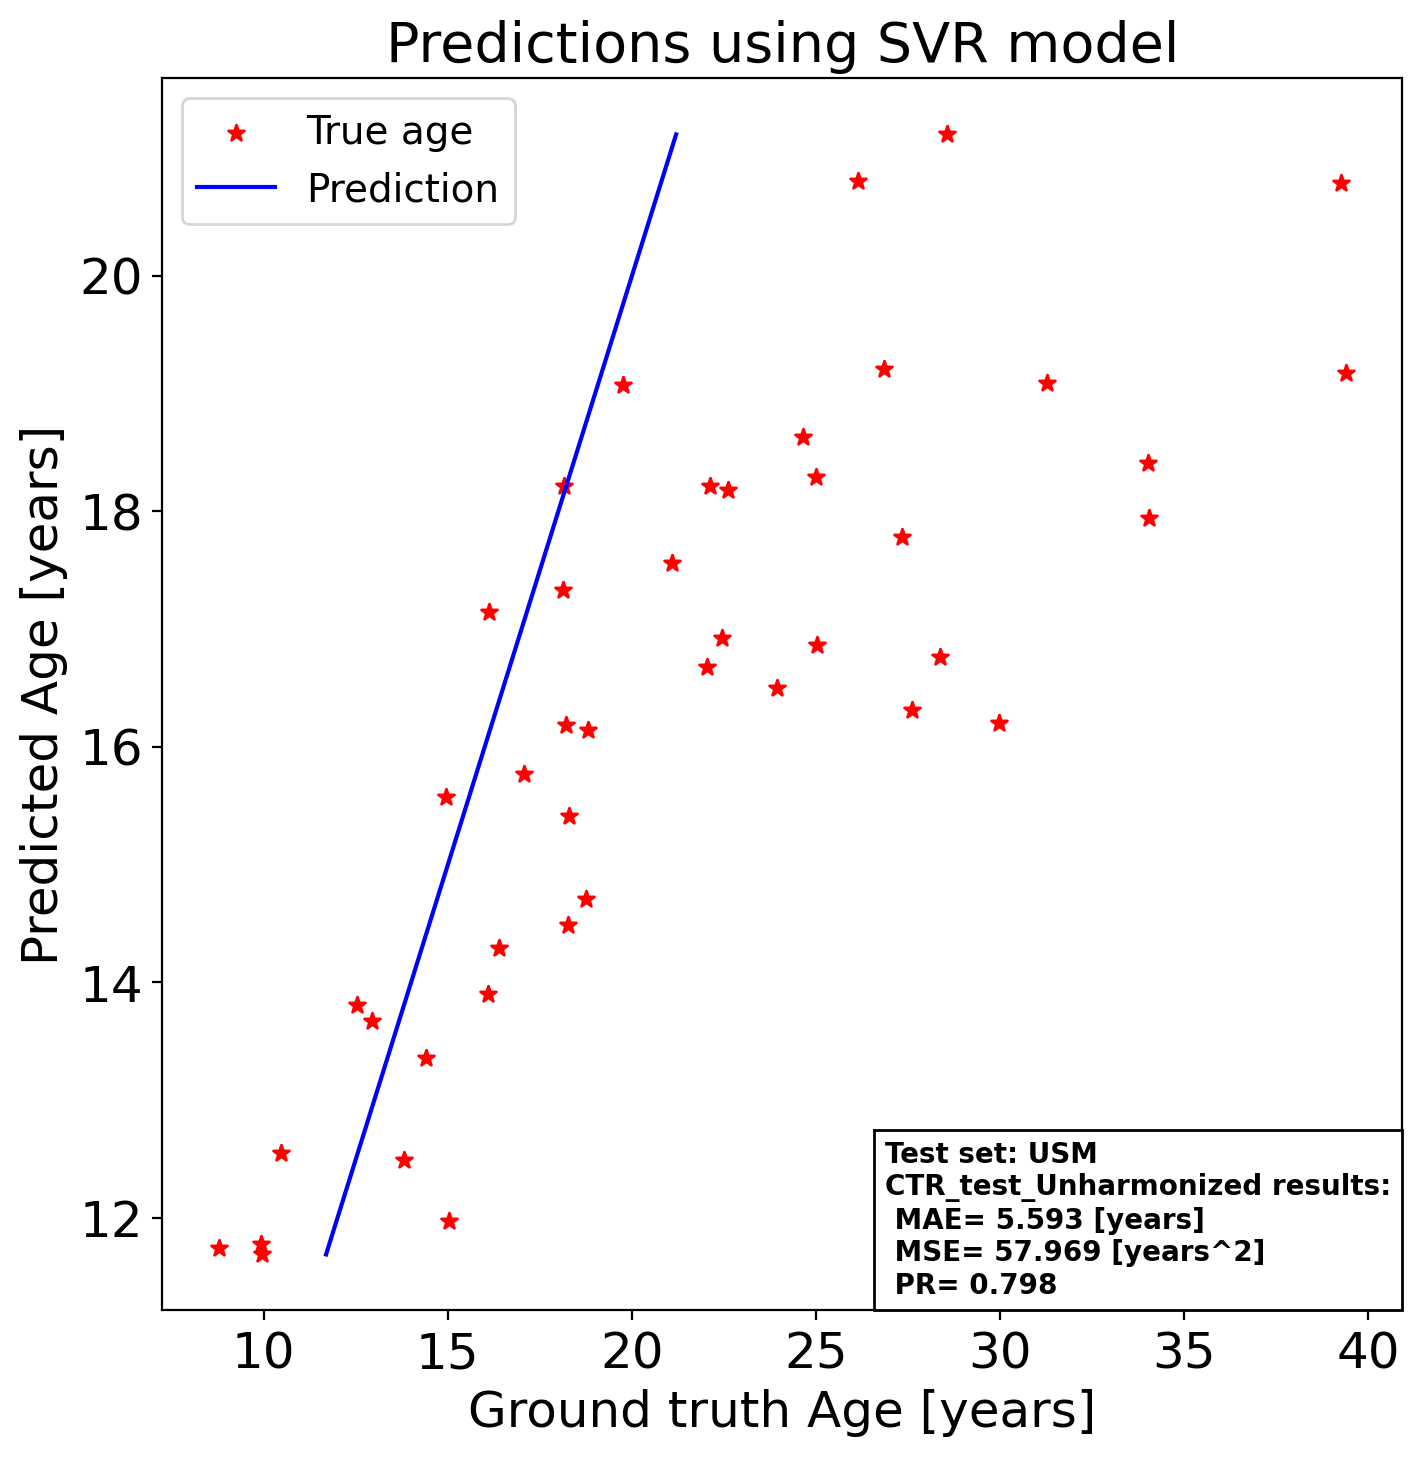 Predictions using SVR model
True age
Prediction
Predicted Age [years]
20
18
16
14
12
Test set: USM
CTR_test_Unharmonized results:
MAE= 5.593 [years]
MSE= 57.969 [years^2]
PR= 0.798
10 15 20 25 30 35 40
Ground truth Age [years]